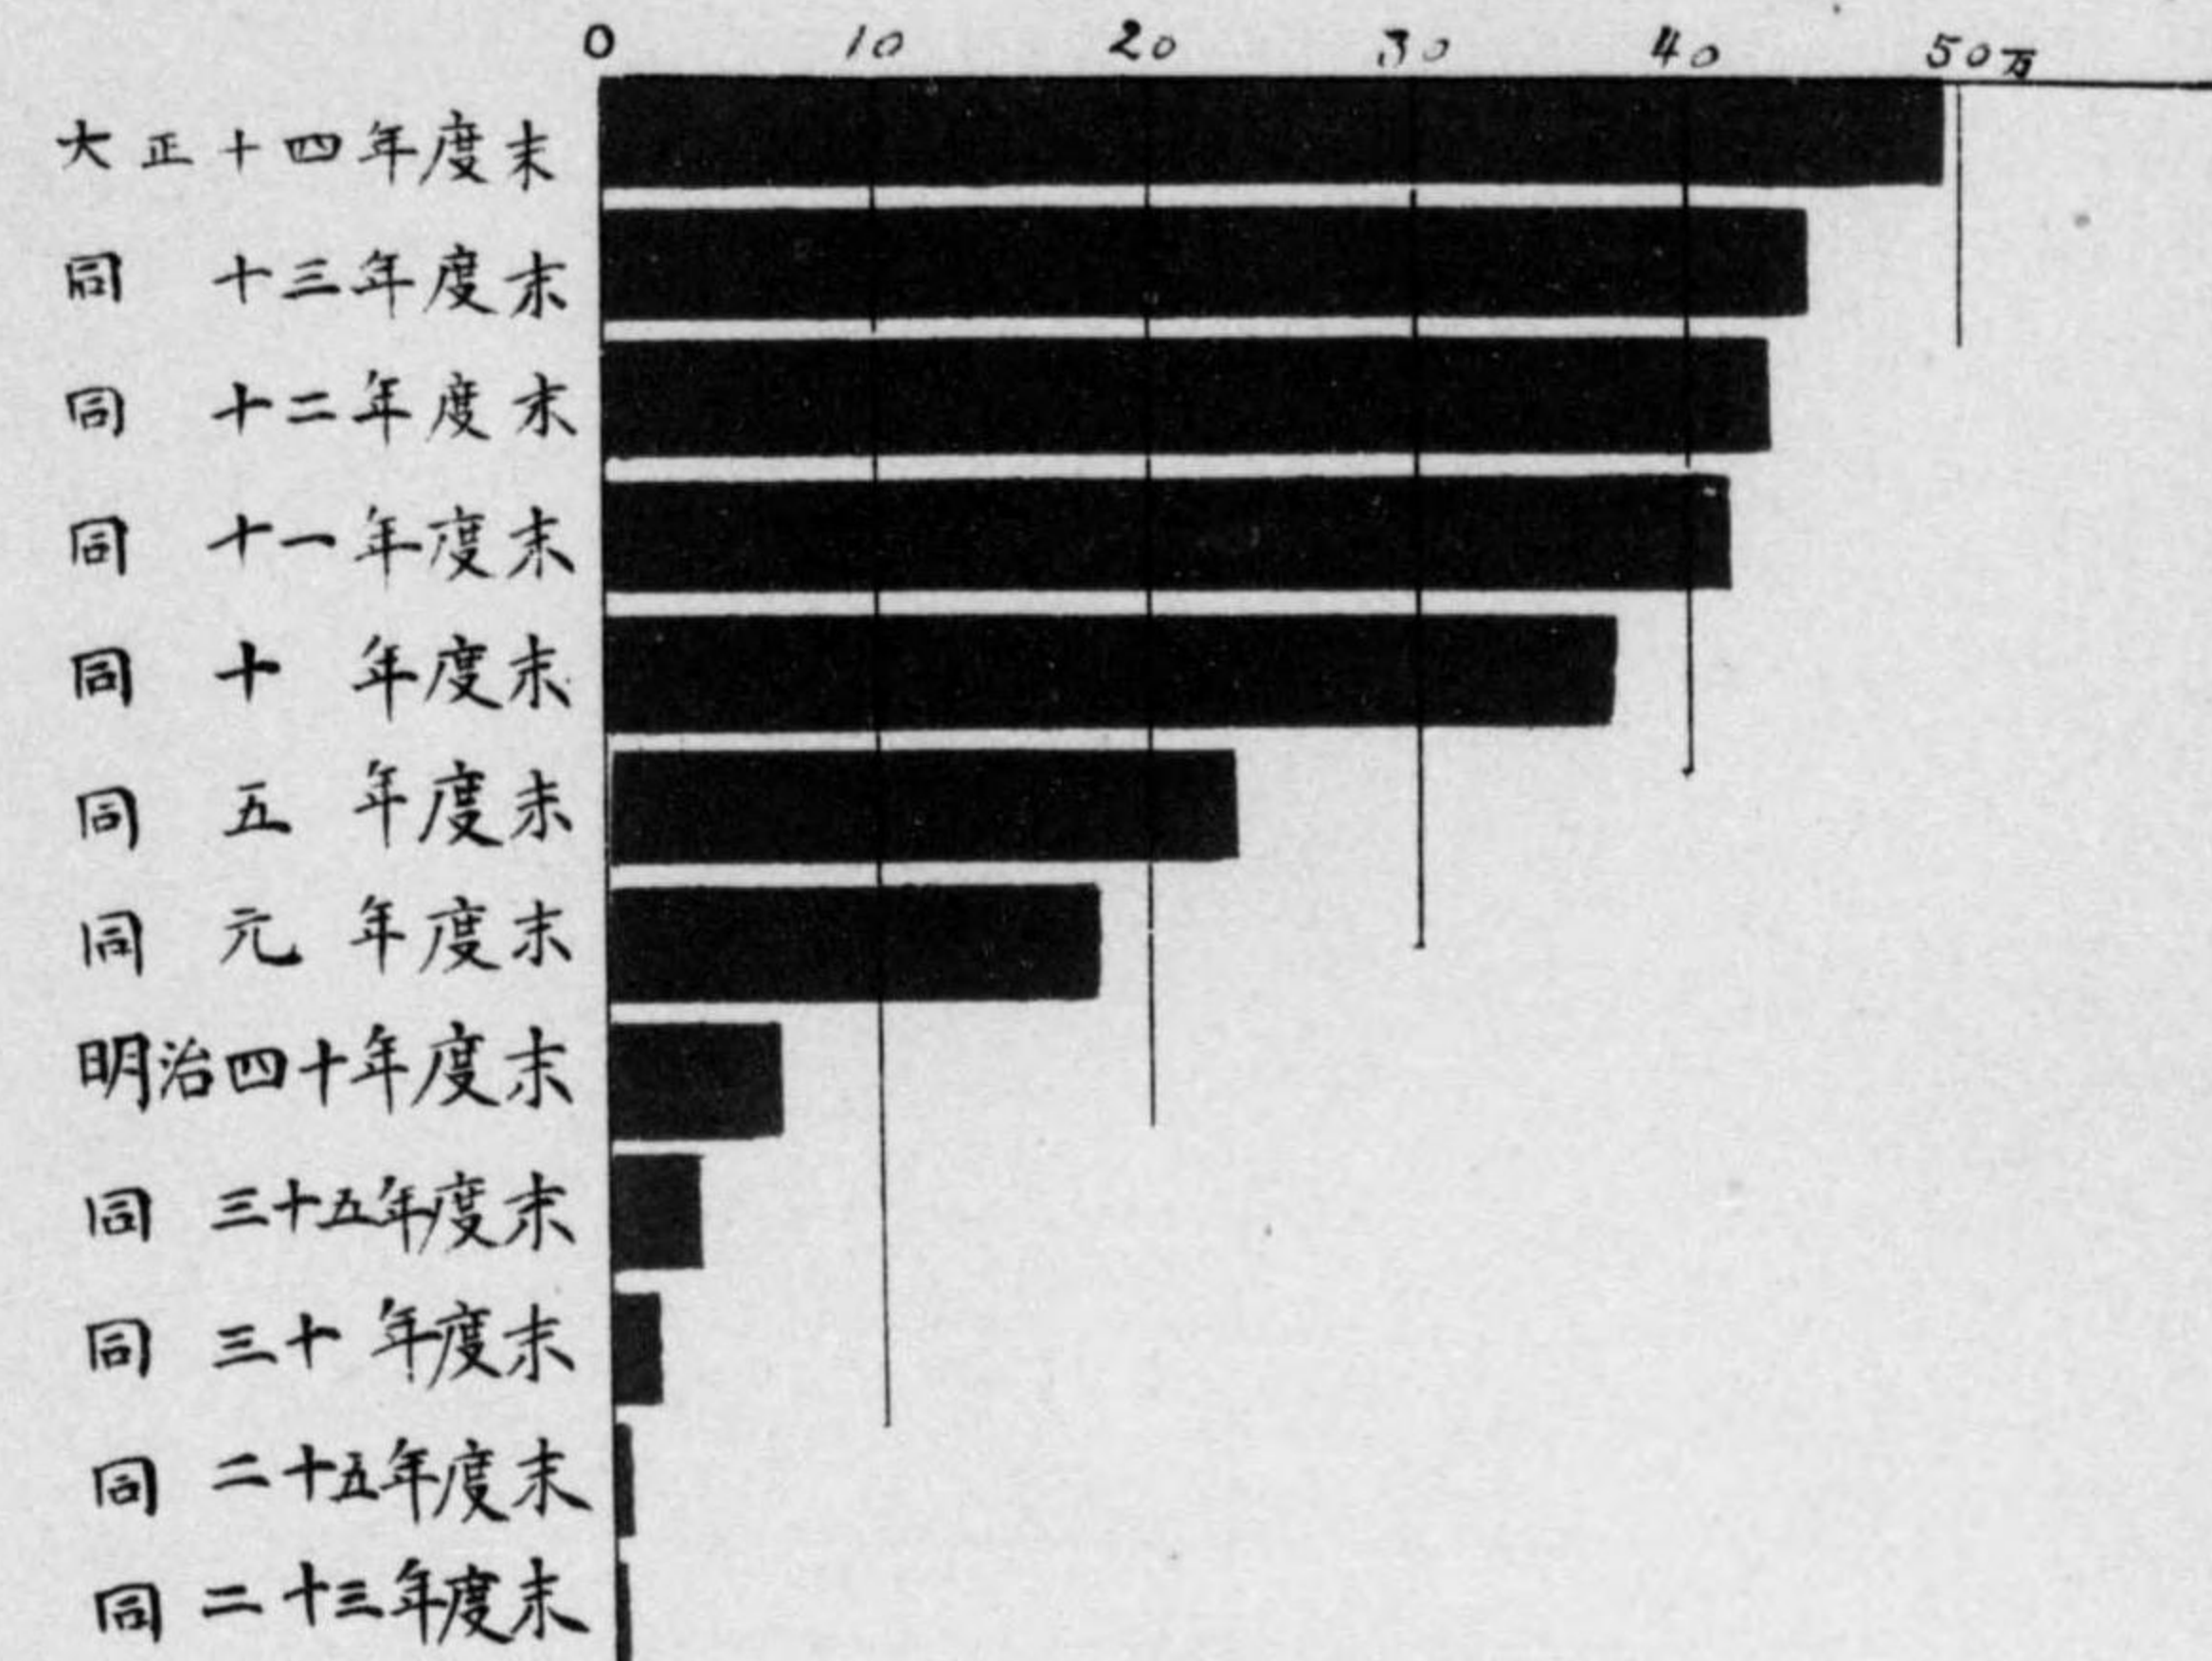 0 10 20 30 40 50万
大正十四年度末
同 十三年度末
同 十二年度末
同 十一年度末
同 十 年度末
同 五 年度末
同 元 年度末
明治四十年度末
同 三十五年度末
同 三十年度末
同 二十五年度末
同 二十三年度末